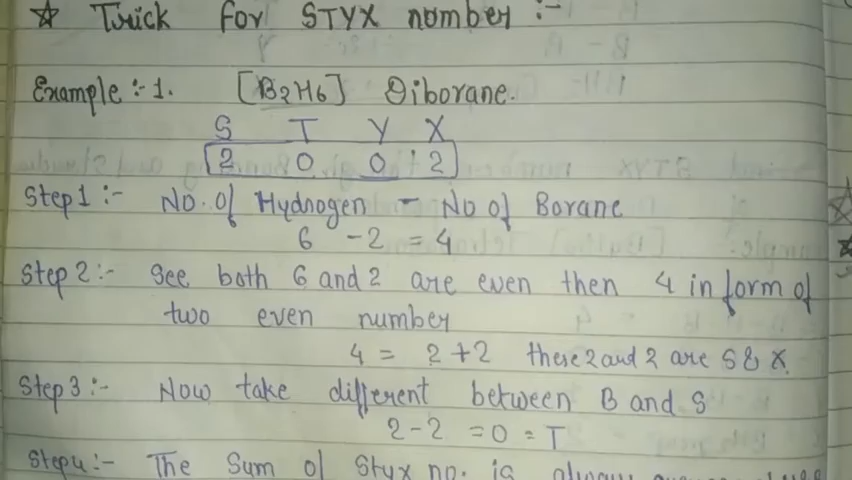 ☆ Trick for STYX number :-
Example :- 1. [B2H6] Diborane.
S T Y X
2 0 0 2
Step 1 :- No. of Hydrogen - No of Borane
6 - 2 = 4
Step 2 :- See both 6 and 2 are even then 4 in form of
two even number
4 = 2+2 these 2 and 2 are S & X.
Step 3 :- Now take different between B and S
2-2 = 0 = T
Step 4 :- The Sum of Styx no. is